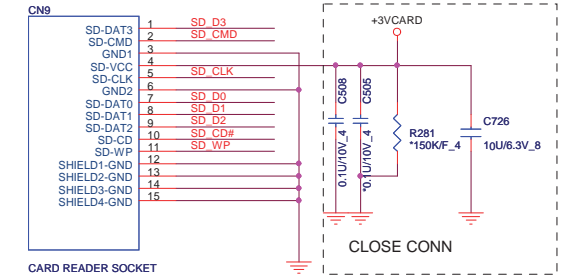 CN9
SD-DAT3 1 SD_D3
SD-CMD 2 SD_CMD
GND1 3
SD-VCC 4
SD-CLK 5 SD_CLK
GND2 6
SD-DAT0 7 SD_D0
SD-DAT1 8 SD_D1
SD-DAT2 9 SD_D2
SD-CD 10 SD_CD#
SD-WP 11 SD_WP
SHIELD1-GND 12
SHIELD2-GND 13
SHIELD3-GND 14
SHIELD4-GND 15
CARD READER SOCKET
+3VCARD
C508
0.1U/10V_4
C505
*0.1U/10V_4
R281
*150K/F_4
C726
10U/6.3V_8
CLOSE CONN